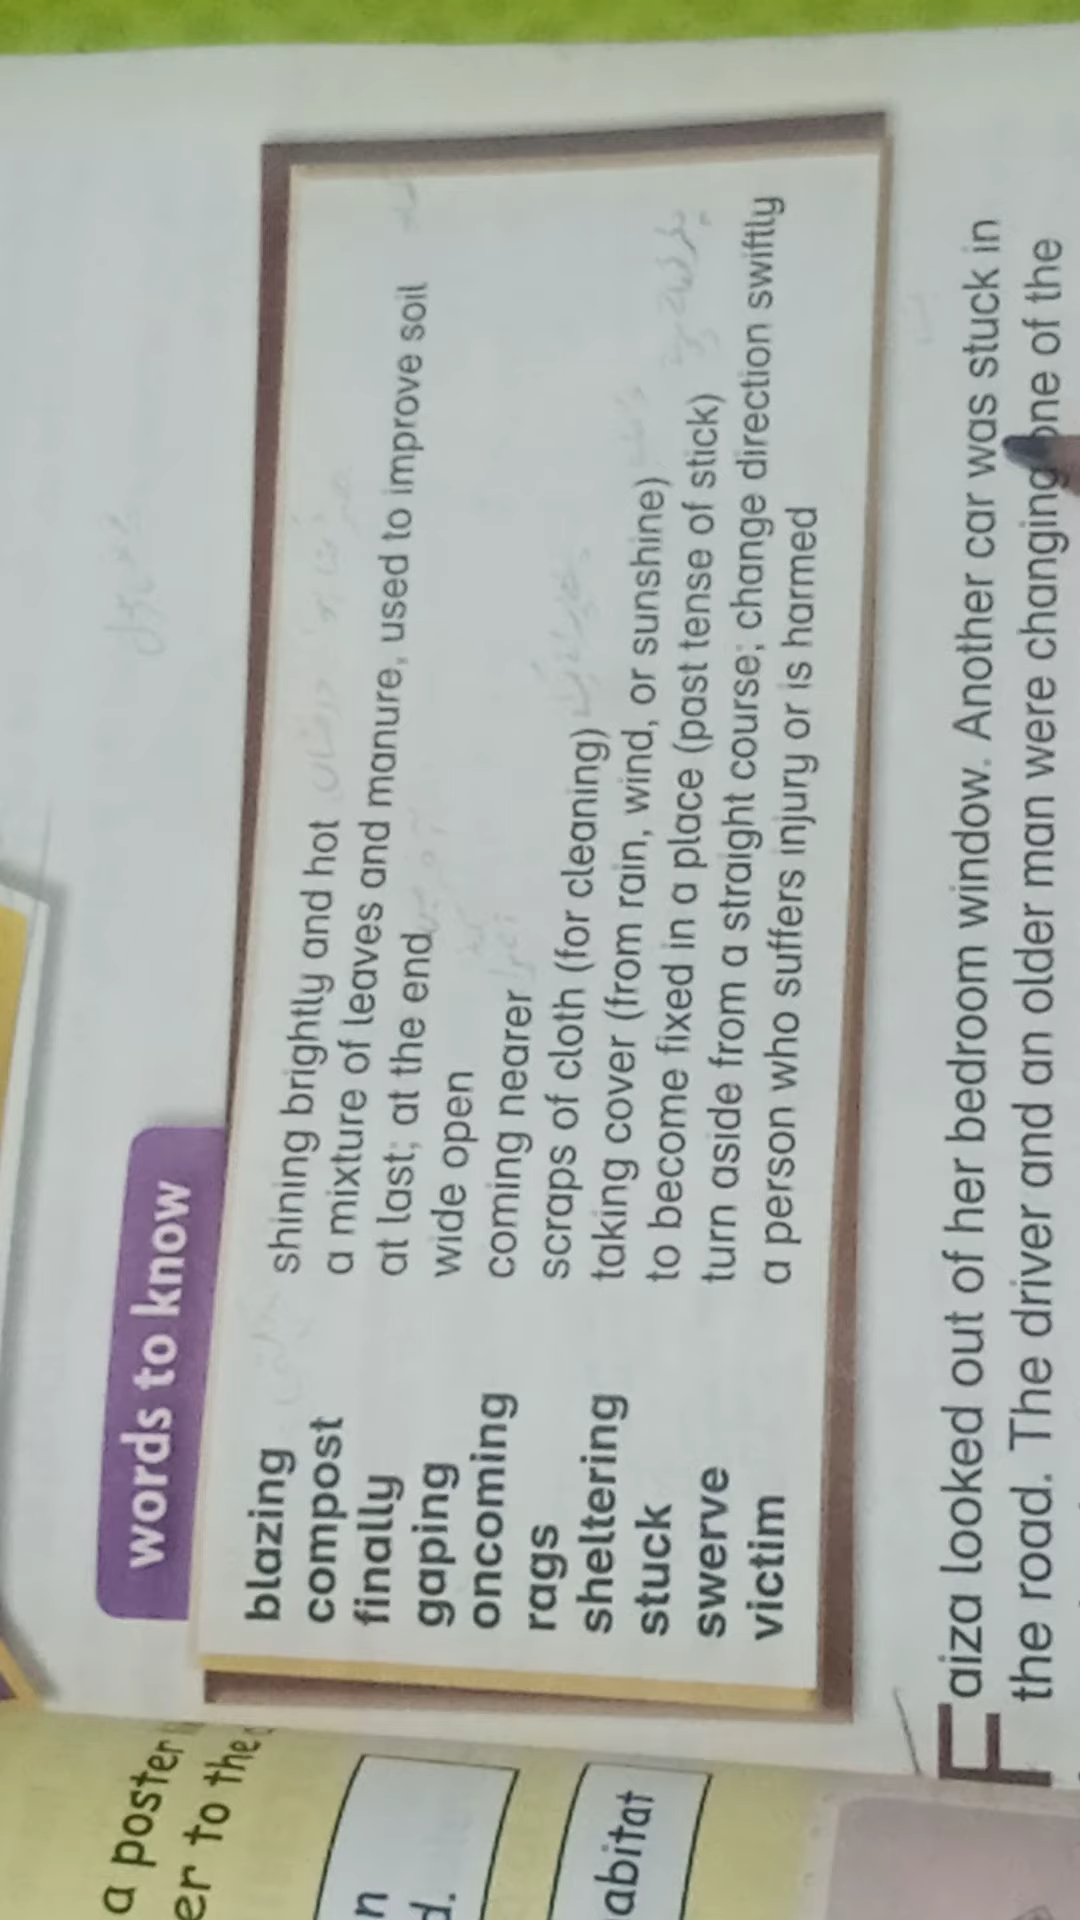 a poster
er to the
n
d.
abitat
words to know
blazing shining brightly and hot
compost a mixture of leaves and manure, used to improve soil
finally at last; at the end
gaping wide open
oncoming coming nearer
rags scraps of cloth (for cleaning)
sheltering taking cover (from rain, wind, or sunshine)
stuck to become fixed in a place (past tense of stick)
swerve turn aside from a straight course; change direction swiftly
victim a person who suffers injury or is harmed
Faiza looked out of her bedroom window. Another car was stuck in
the road. The driver and an older man were changing one of the